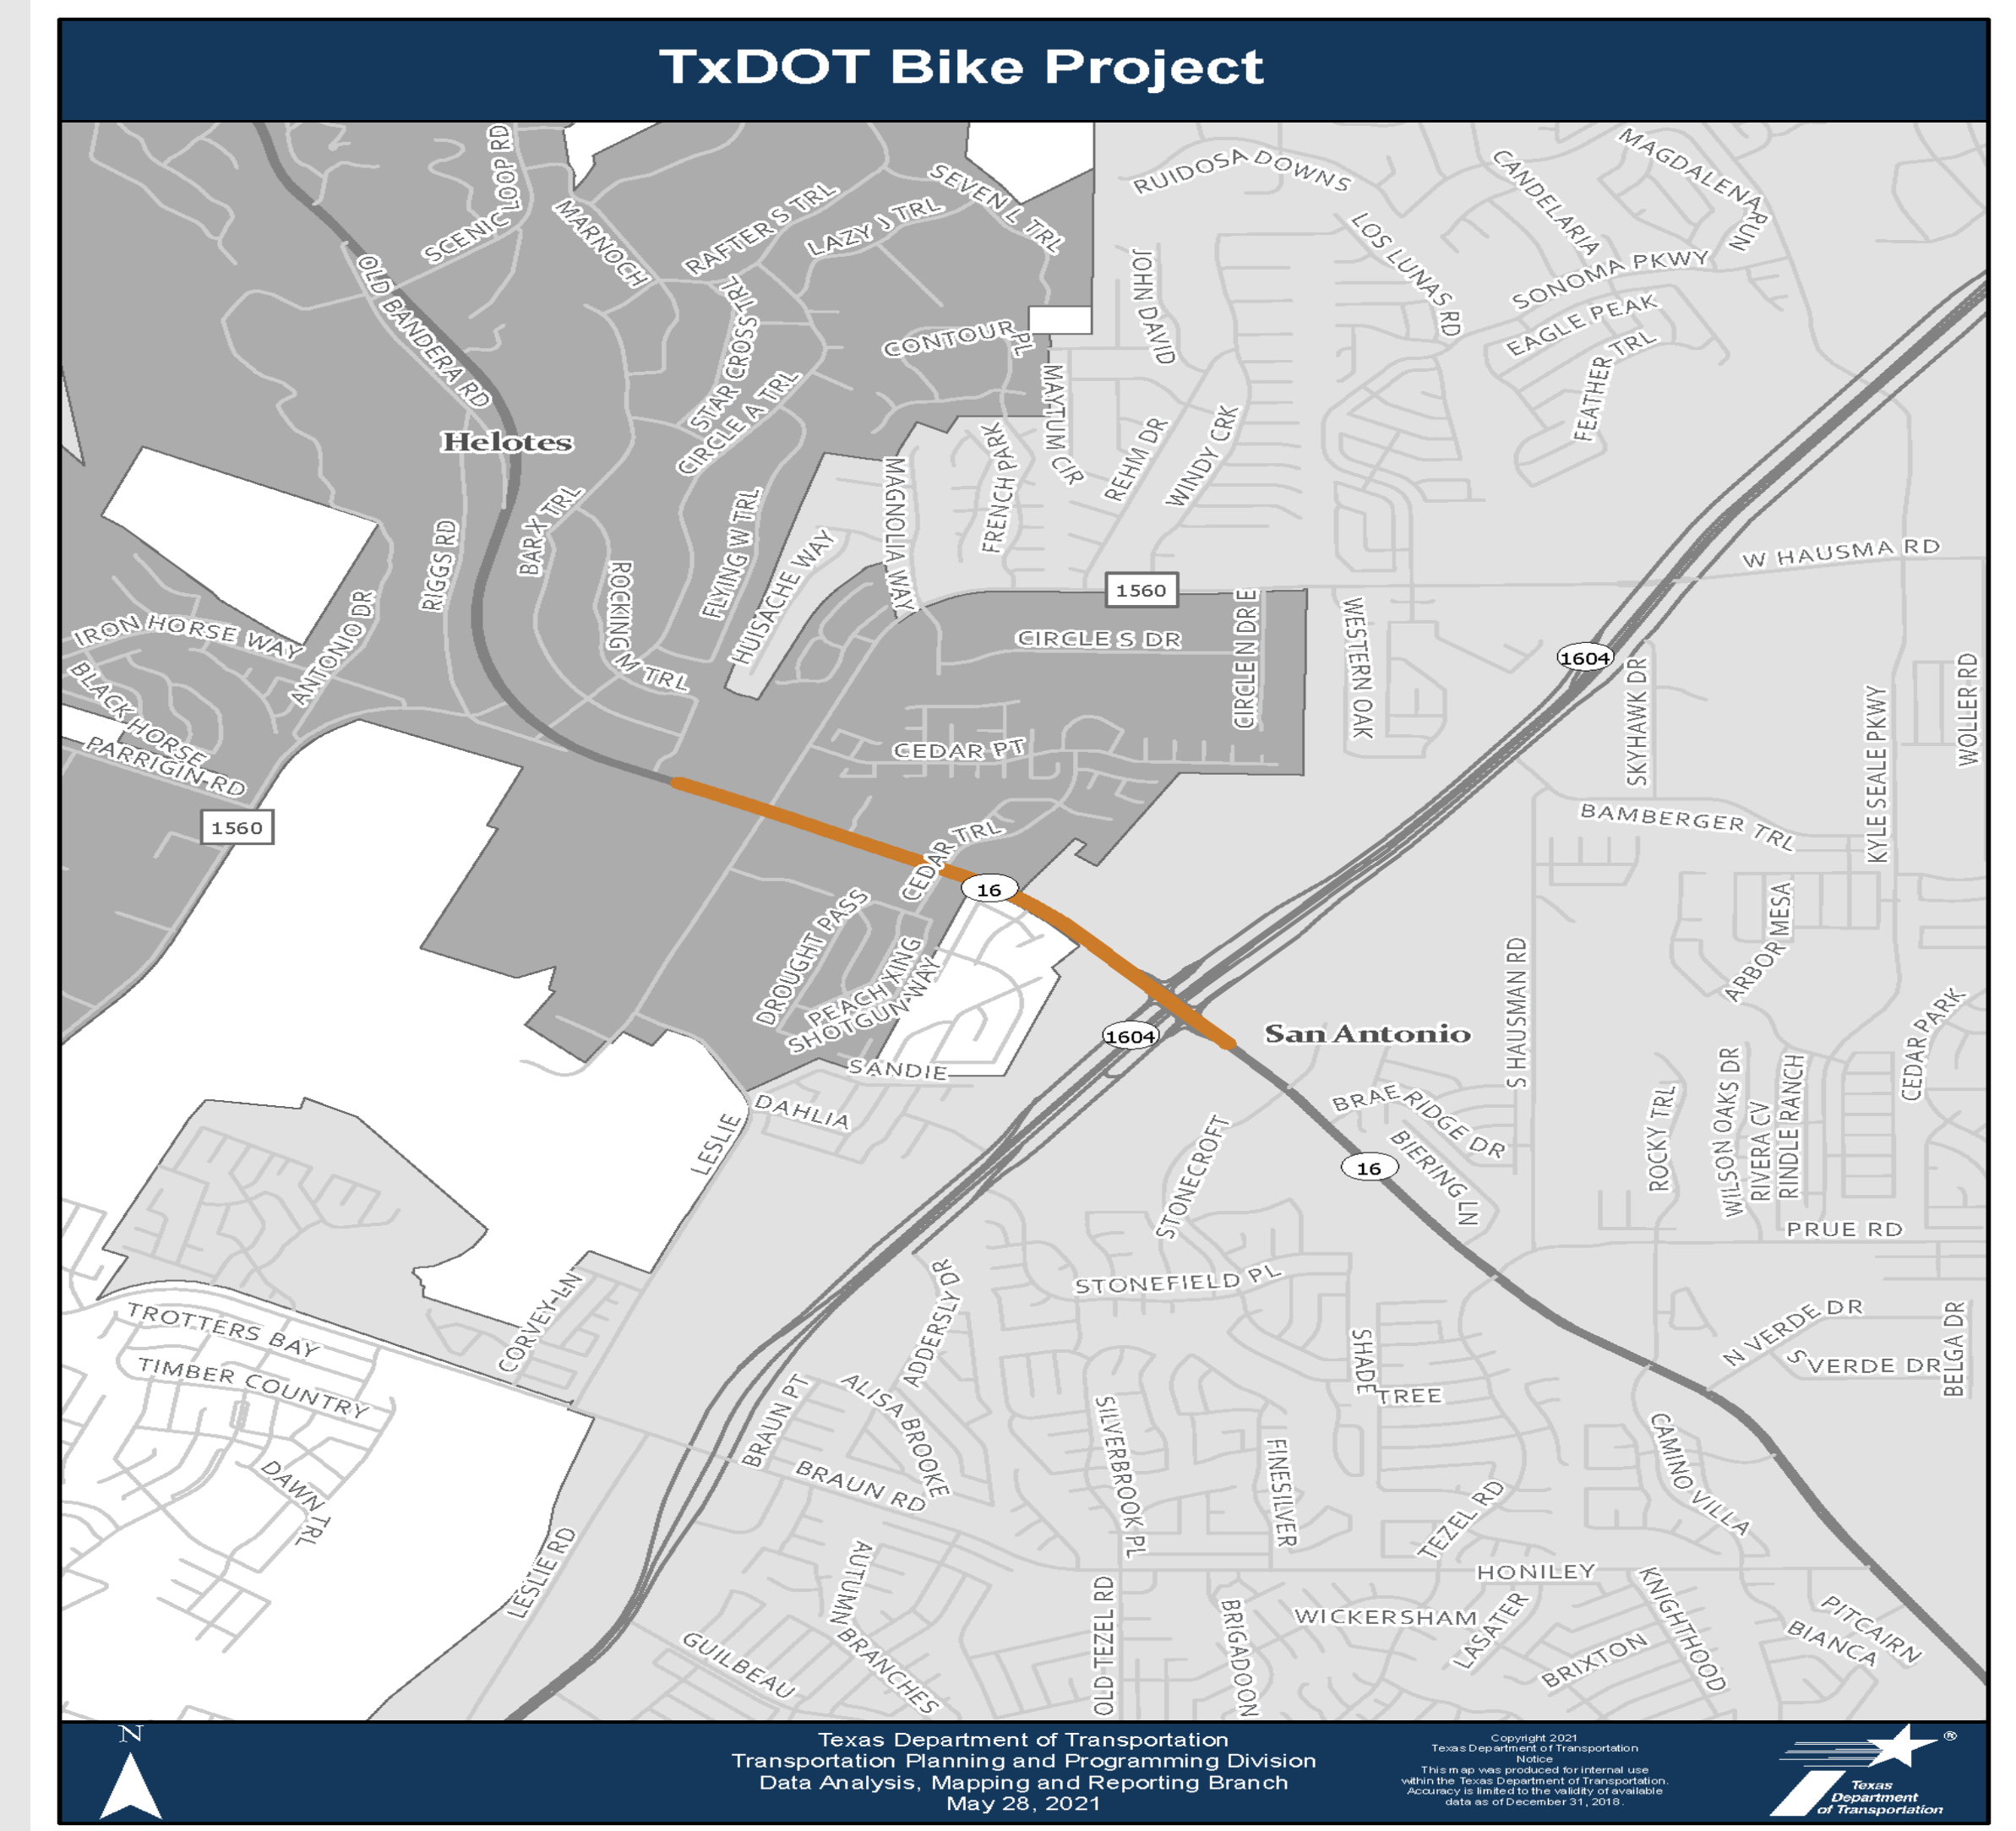 TxDOT Bike Project
SCENIC LOOP RD
MARNOCH
RAFTER S TRL
LAZY J TRL
SEVEN L TRL
RUIDOSA DOWNS
CANDELARIA
MAGDALENA RUN
LOS LUNAS RD
SONOMA PKWY
EAGLE PEAK
FEATHER TRL
OLD BANDERA RD
STAR CROSS TRL
CIRCLE A TRL
CONTOUR PL
JOHN DAVID
MAYTUM CIR
REHM DR
WINDY CRK
FRENCH PARK
MAGNOLIA WAY
Helotes
BAR X TRL
RIGGS RD
ROCKING M TRL
FLYING W TRL
HUISACHE WAY
1560
W HAUSMA RD
CIRCLE S DR
CIRCLE N DR E
WESTERN OAK
1604
SKYHAWK DR
KYLE SEALE PKWY
WOLLER RD
IRON HORSE WAY
ANTONIO DR
BLACK HORSE
PARRIGIN RD
1560
CEDAR PT
CEDAR TRL
16
BAMBERGER TRL
ARBOR MESA
DROUGHT PASS
PEACH XING
SHOTGUN WAY
SANDIE
DAHLIA
LESLIE
1604
San Antonio
S HAUSMAN RD
CEDAR PARK
BRAE RIDGE DR
BIERING LN
16
ROCKY TRL
WILSON OAKS DR
RIVERA CV
RINDLE RANCH
PRUE RD
STONECROFT
STONEFIELD PL
ADDERSLY DR
CORVEY LN
TROTTERS BAY
TIMBER COUNTRY
DAWN TRL
SHADE TREE
N VERDE DR
S VERDE DR
BELGA DR
BRAUN PT
ALISA BROOKE
BRAUN RD
SILVERBROOK PL
FINESILVER
TEZEL RD
CAMINO VILLA
LESLIE RD
AUTUMN BRANCHES
GUILBEAU
OLD TEZEL RD
BRIGADOON
HONILEY
WICKERSHAM
LASATER
BRIXTON
KNIGHTHOOD
PITCAIRN
BIANCA
N
Texas Department of Transportation
Transportation Planning and Programming Division
Data Analysis, Mapping and Reporting Branch
May 28, 2021
Copyright 2021
Texas Department of Transportation
Notice
This map was produced for internal use
within the Texas Department of Transportation.
Accuracy is limited to the validity of available
data as of December 31, 2018.
®
Texas
Department
of Transportation